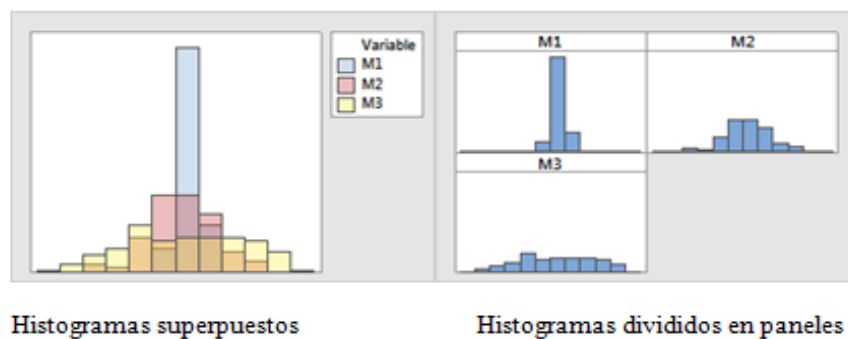 Variable
M1
M2
M3
M1
M2
M3
Histogramas superpuestos
Histogramas divididos en paneles